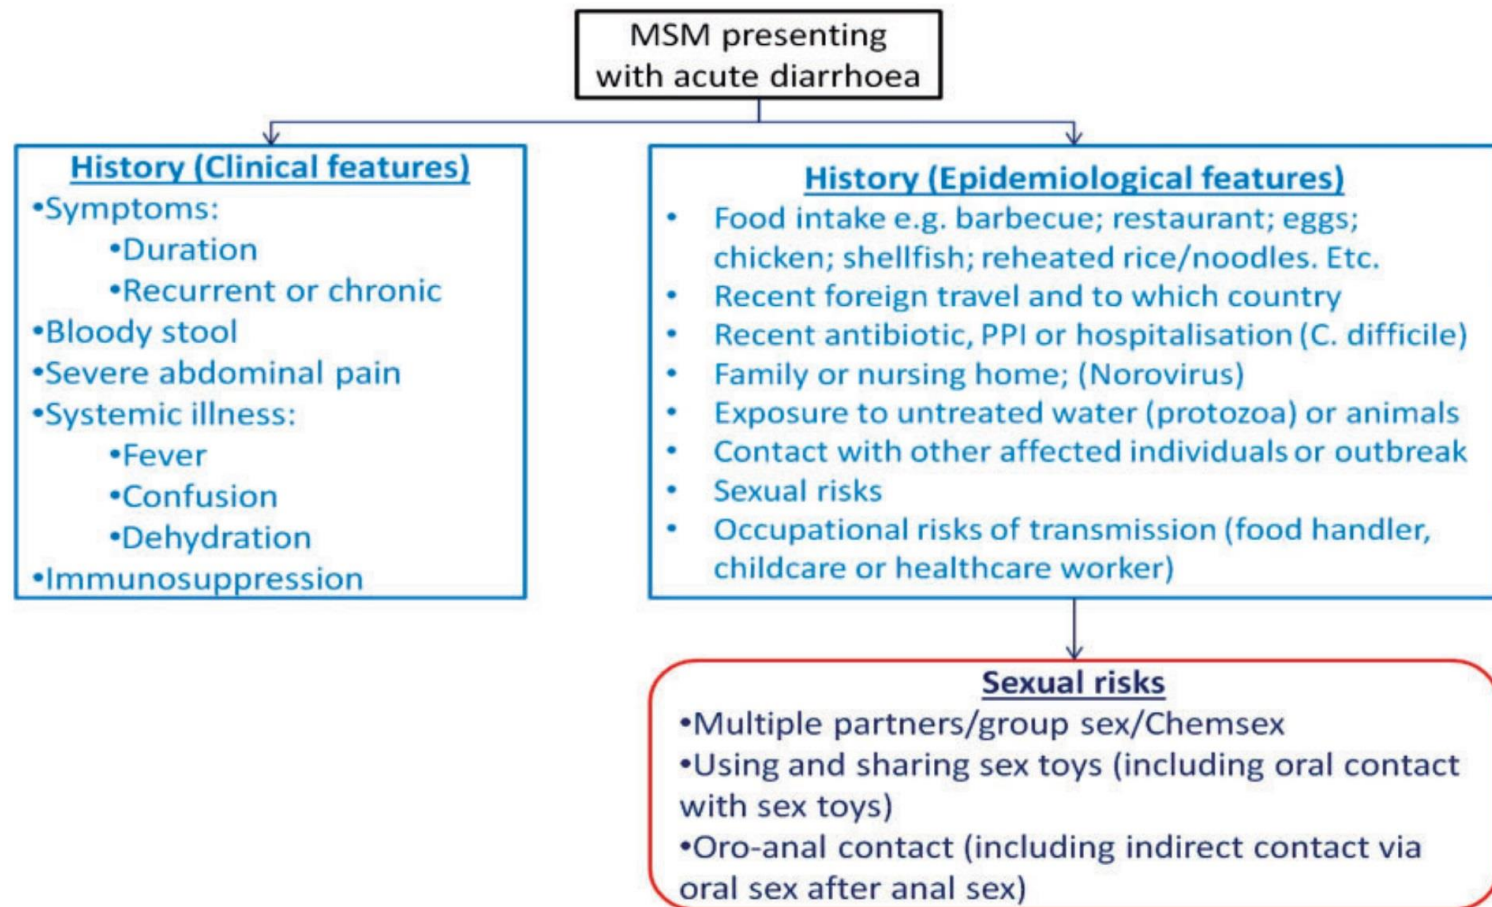 MSM presenting
with acute diarrhoea
History (Clinical features)
•Symptoms:
•Duration
•Recurrent or chronic
•Bloody stool
•Severe abdominal pain
•Systemic illness:
•Fever
•Confusion
•Dehydration
•Immunosuppression
History (Epidemiological features)
• Food intake e.g. barbecue; restaurant; eggs;
chicken; shellfish; reheated rice/noodles. Etc.
• Recent foreign travel and to which country
• Recent antibiotic, PPI or hospitalisation (C. difficile)
• Family or nursing home; (Norovirus)
• Exposure to untreated water (protozoa) or animals
• Contact with other affected individuals or outbreak
• Sexual risks
• Occupational risks of transmission (food handler,
childcare or healthcare worker)
Sexual risks
•Multiple partners/group sex/Chemsex
•Using and sharing sex toys (including oral contact
with sex toys)
•Oro-anal contact (including indirect contact via
oral sex after anal sex)